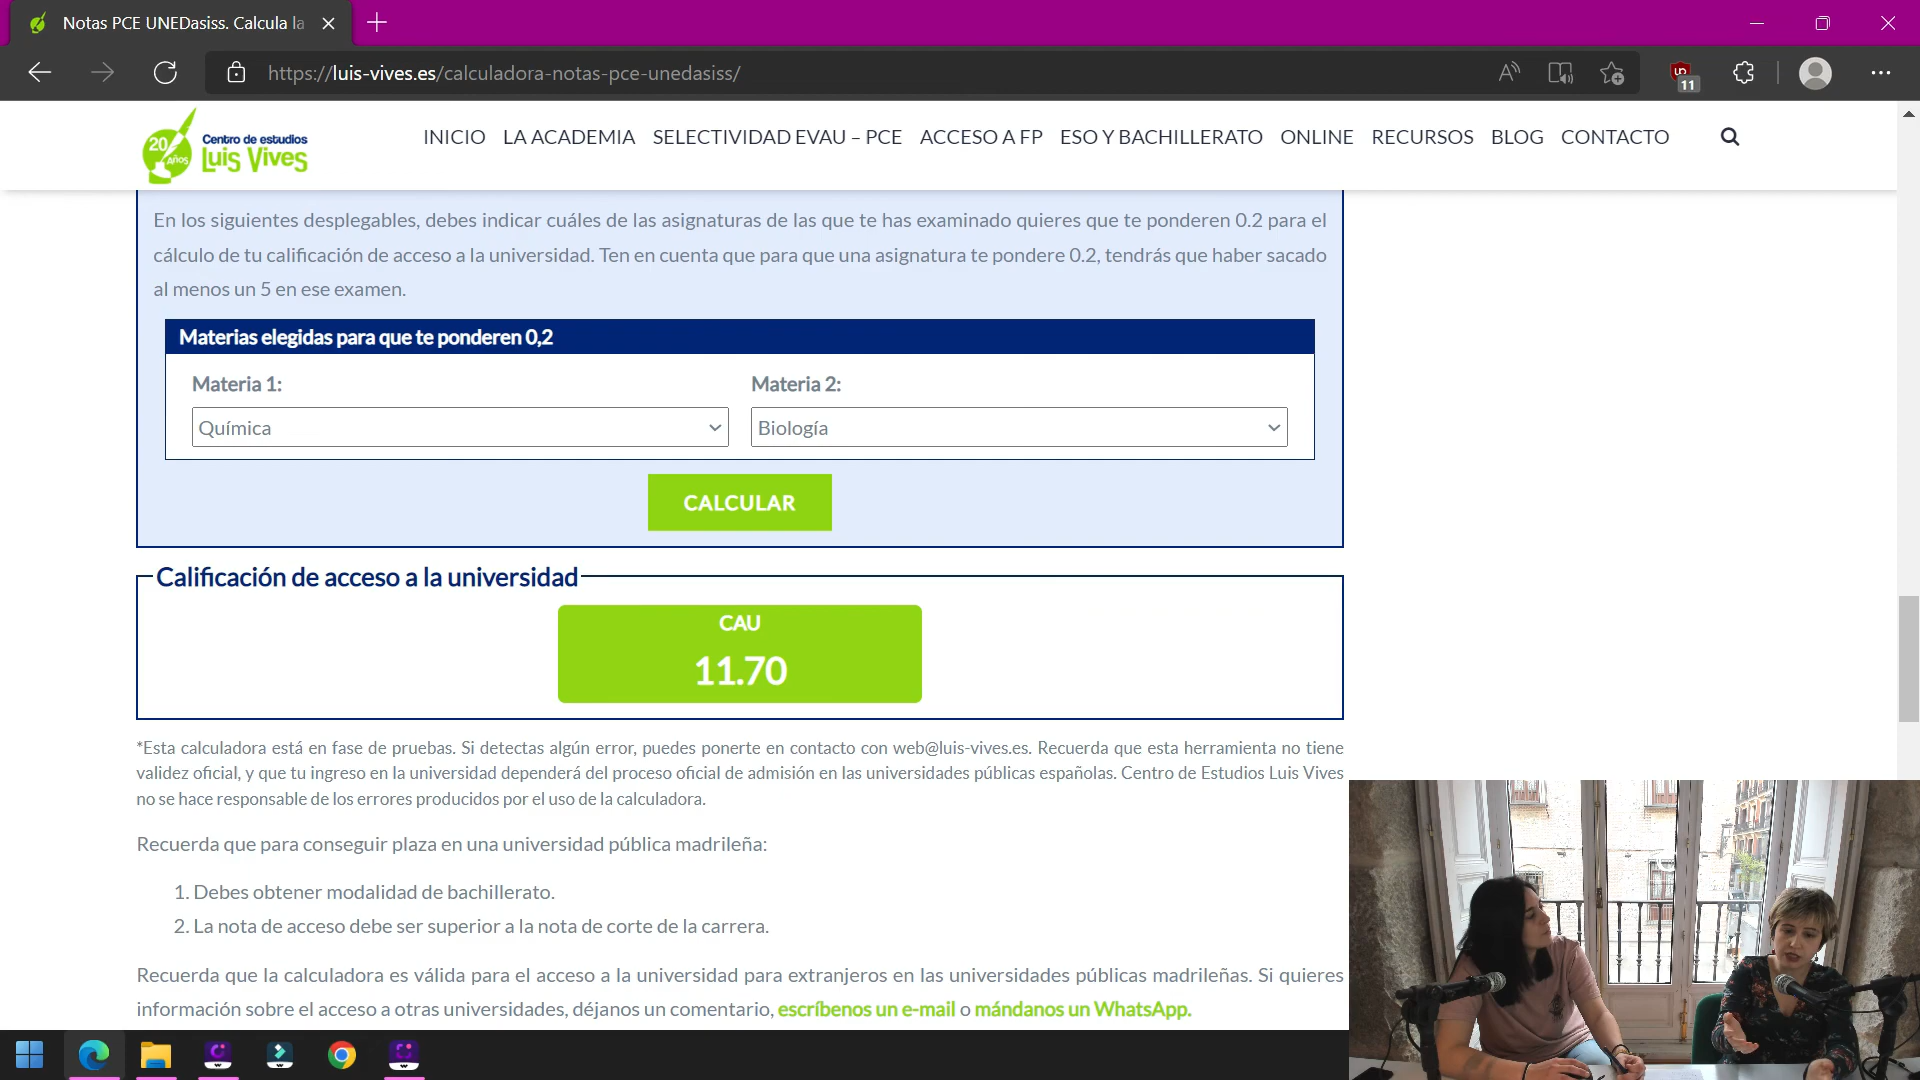 Notas PCE UNEDasiss. Calcula la
https://luis-vives.es/calculadora-notas-pce-unedasiss/
11
20 Años
Centro de estudios
Luis Vives
INICIO LA ACADEMIA SELECTIVIDAD EVAU – PCE ACCESO A FP ESO Y BACHILLERATO ONLINE RECURSOS BLOG CONTACTO
En los siguientes desplegables, debes indicar cuáles de las asignaturas de las que te has examinado quieres que te ponderen 0.2 para el
cálculo de tu calificación de acceso a la universidad. Ten en cuenta que para que una asignatura te pondere 0.2, tendrás que haber sacado
al menos un 5 en ese examen.
Materias elegidas para que te ponderen 0,2
Materia 1: Materia 2:
Química Biología
CALCULAR
Calificación de acceso a la universidad
CAU
11.70
*Esta calculadora está en fase de pruebas. Si detectas algún error, puedes ponerte en contacto con web@luis-vives.es. Recuerda que esta herramienta no tiene
validez oficial, y que tu ingreso en la universidad dependerá del proceso oficial de admisión en las universidades públicas españolas. Centro de Estudios Luis Vives
no se hace responsable de los errores producidos por el uso de la calculadora.
Recuerda que para conseguir plaza en una universidad pública madrileña:
1. Debes obtener modalidad de bachillerato.
2. La nota de acceso debe ser superior a la nota de corte de la carrera.
Recuerda que la calculadora es válida para el acceso a la universidad para extranjeros en las universidades públicas madrileñas. Si quieres
información sobre el acceso a otras universidades, déjanos un comentario, escríbenos un e-mail o mándanos un WhatsApp.